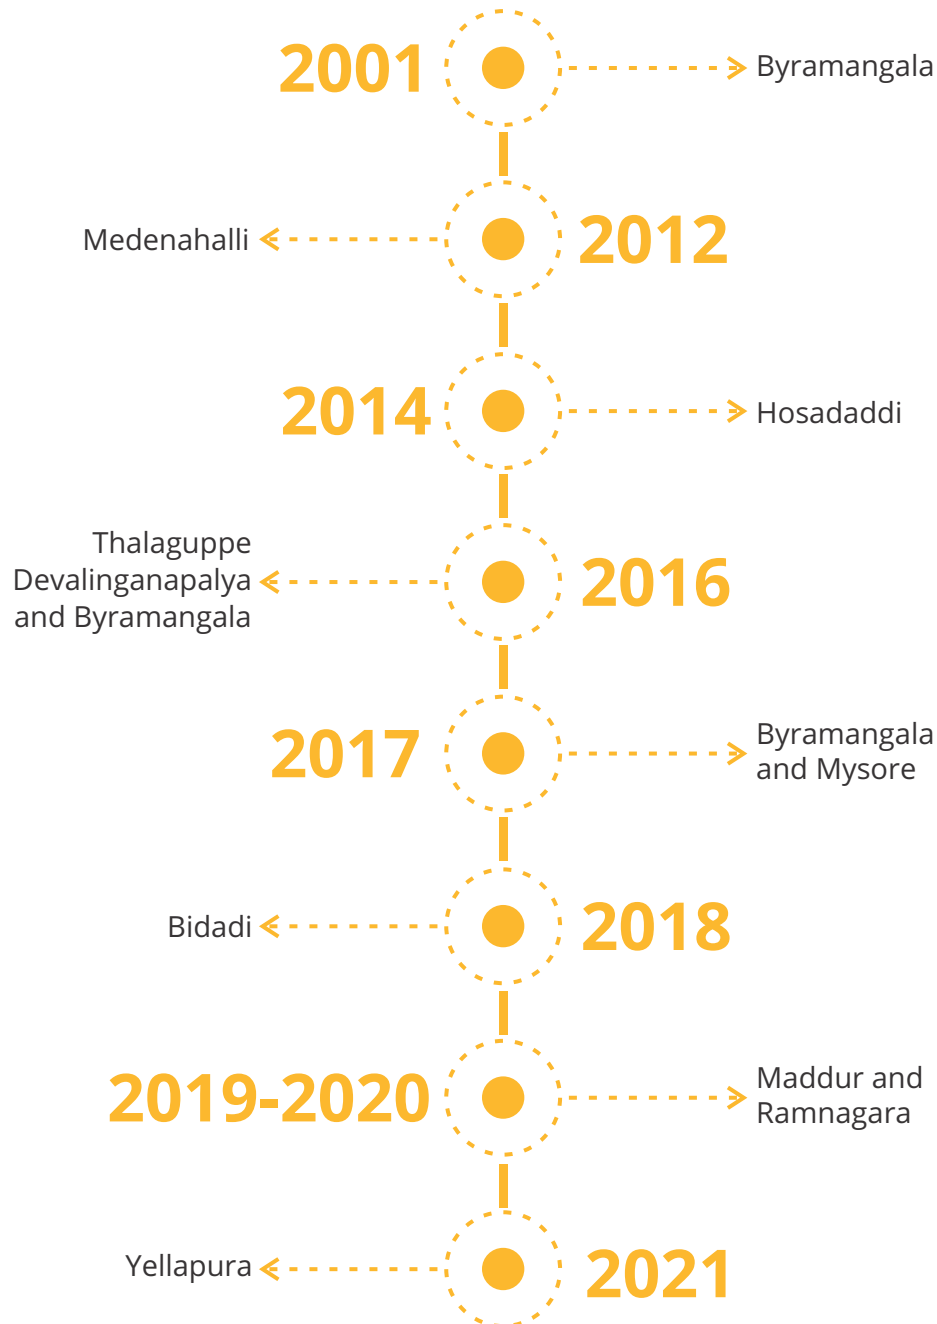 2001
Byramangala
Medenahalli
2012
2014
Hosadaddi
Thalaguppe
Devalinganapalya
and Byramangala
2016
2017
Byramangala
and Mysore
Bidadi
2018
2019-2020
Maddur and
Ramnagara
Yellapura
2021